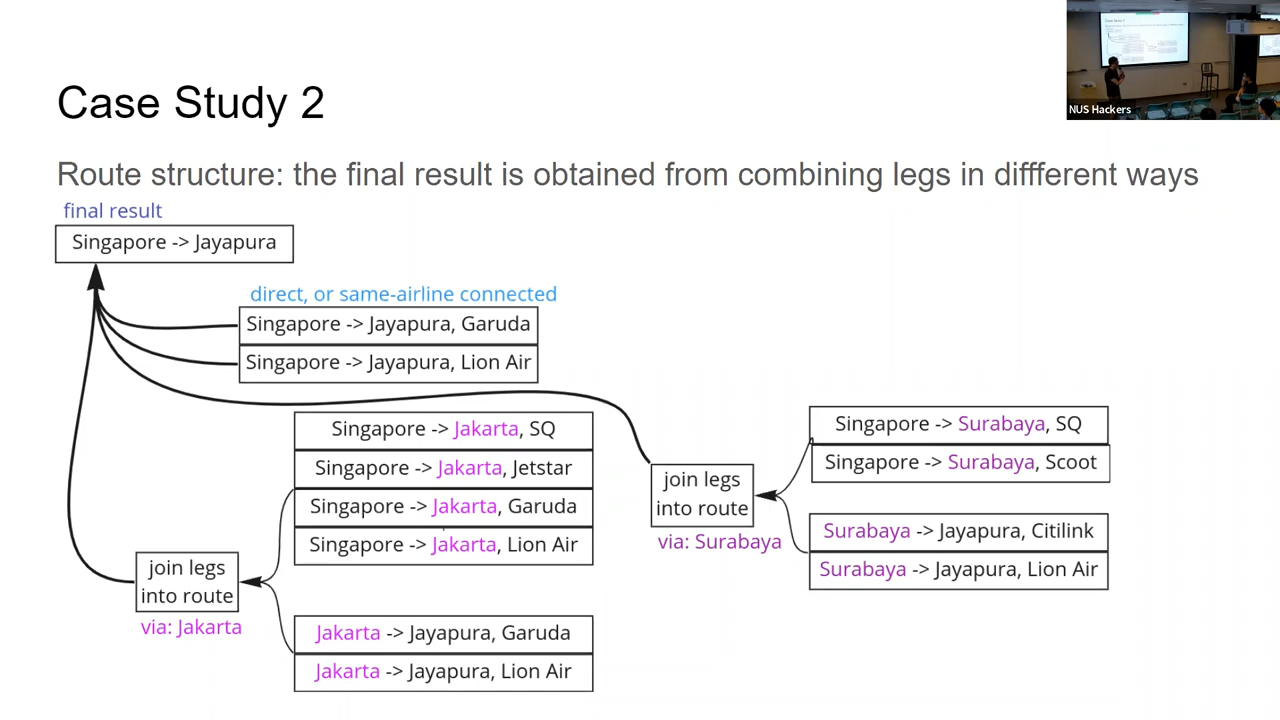 Case Study 2
NUS Hackers
Route structure: the final result is obtained from combining legs in diffferent ways
final result
Singapore -> Jayapura
direct, or same-airline connected
Singapore -> Jayapura, Garuda
Singapore -> Jayapura, Lion Air
Singapore -> Jakarta, SQ
Singapore -> Jakarta, Jetstar
Singapore -> Jakarta, Garuda
Singapore -> Jakarta, Lion Air
join legs
into route
via: Jakarta
Jakarta -> Jayapura, Garuda
Jakarta -> Jayapura, Lion Air
join legs
into route
via: Surabaya
Singapore -> Surabaya, SQ
Singapore -> Surabaya, Scoot
Surabaya -> Jayapura, Citilink
Surabaya -> Jayapura, Lion Air